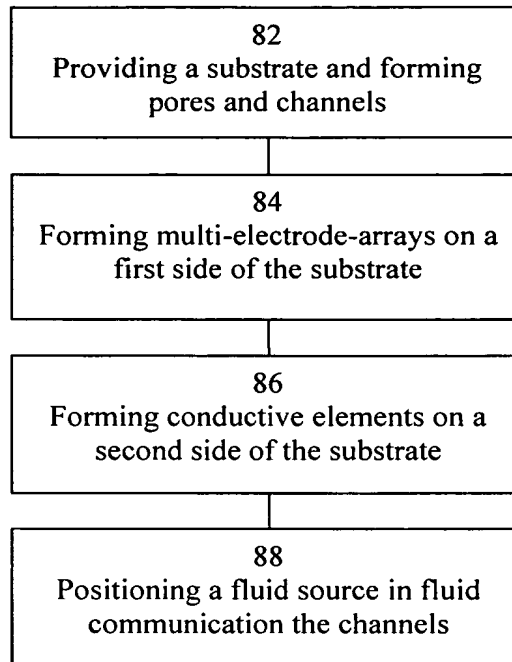 82
Providing a substrate and forming
pores and channels
84
Forming multi-electrode-arrays on a
first side of the substrate
86
Forming conductive elements on a
second side of the substrate
88
Positioning a fluid source in fluid
communication the channels